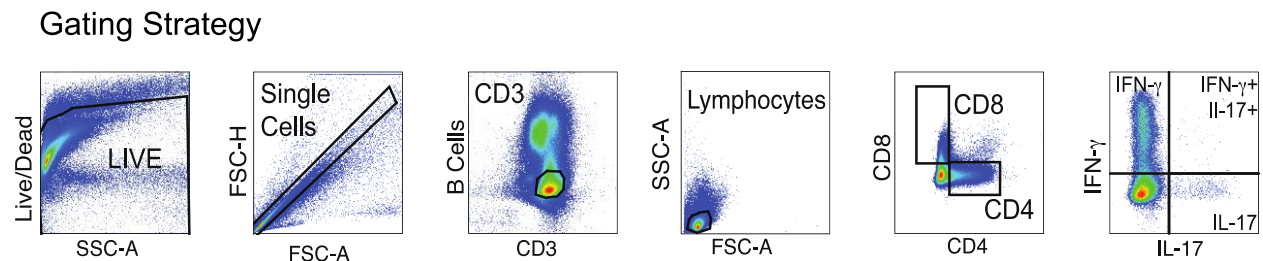 Gating Strategy
Live/Dead
LIVE
SSC-A
FSC-H
Single
Cells
FSC-A
B Cells
CD3
CD3
SSC-A
Lymphocytes
FSC-A
CD8
CD8
CD4
CD4
IFN-γ
IFN-γ
IFN-γ+
Il-17+
IL-17
IL-17